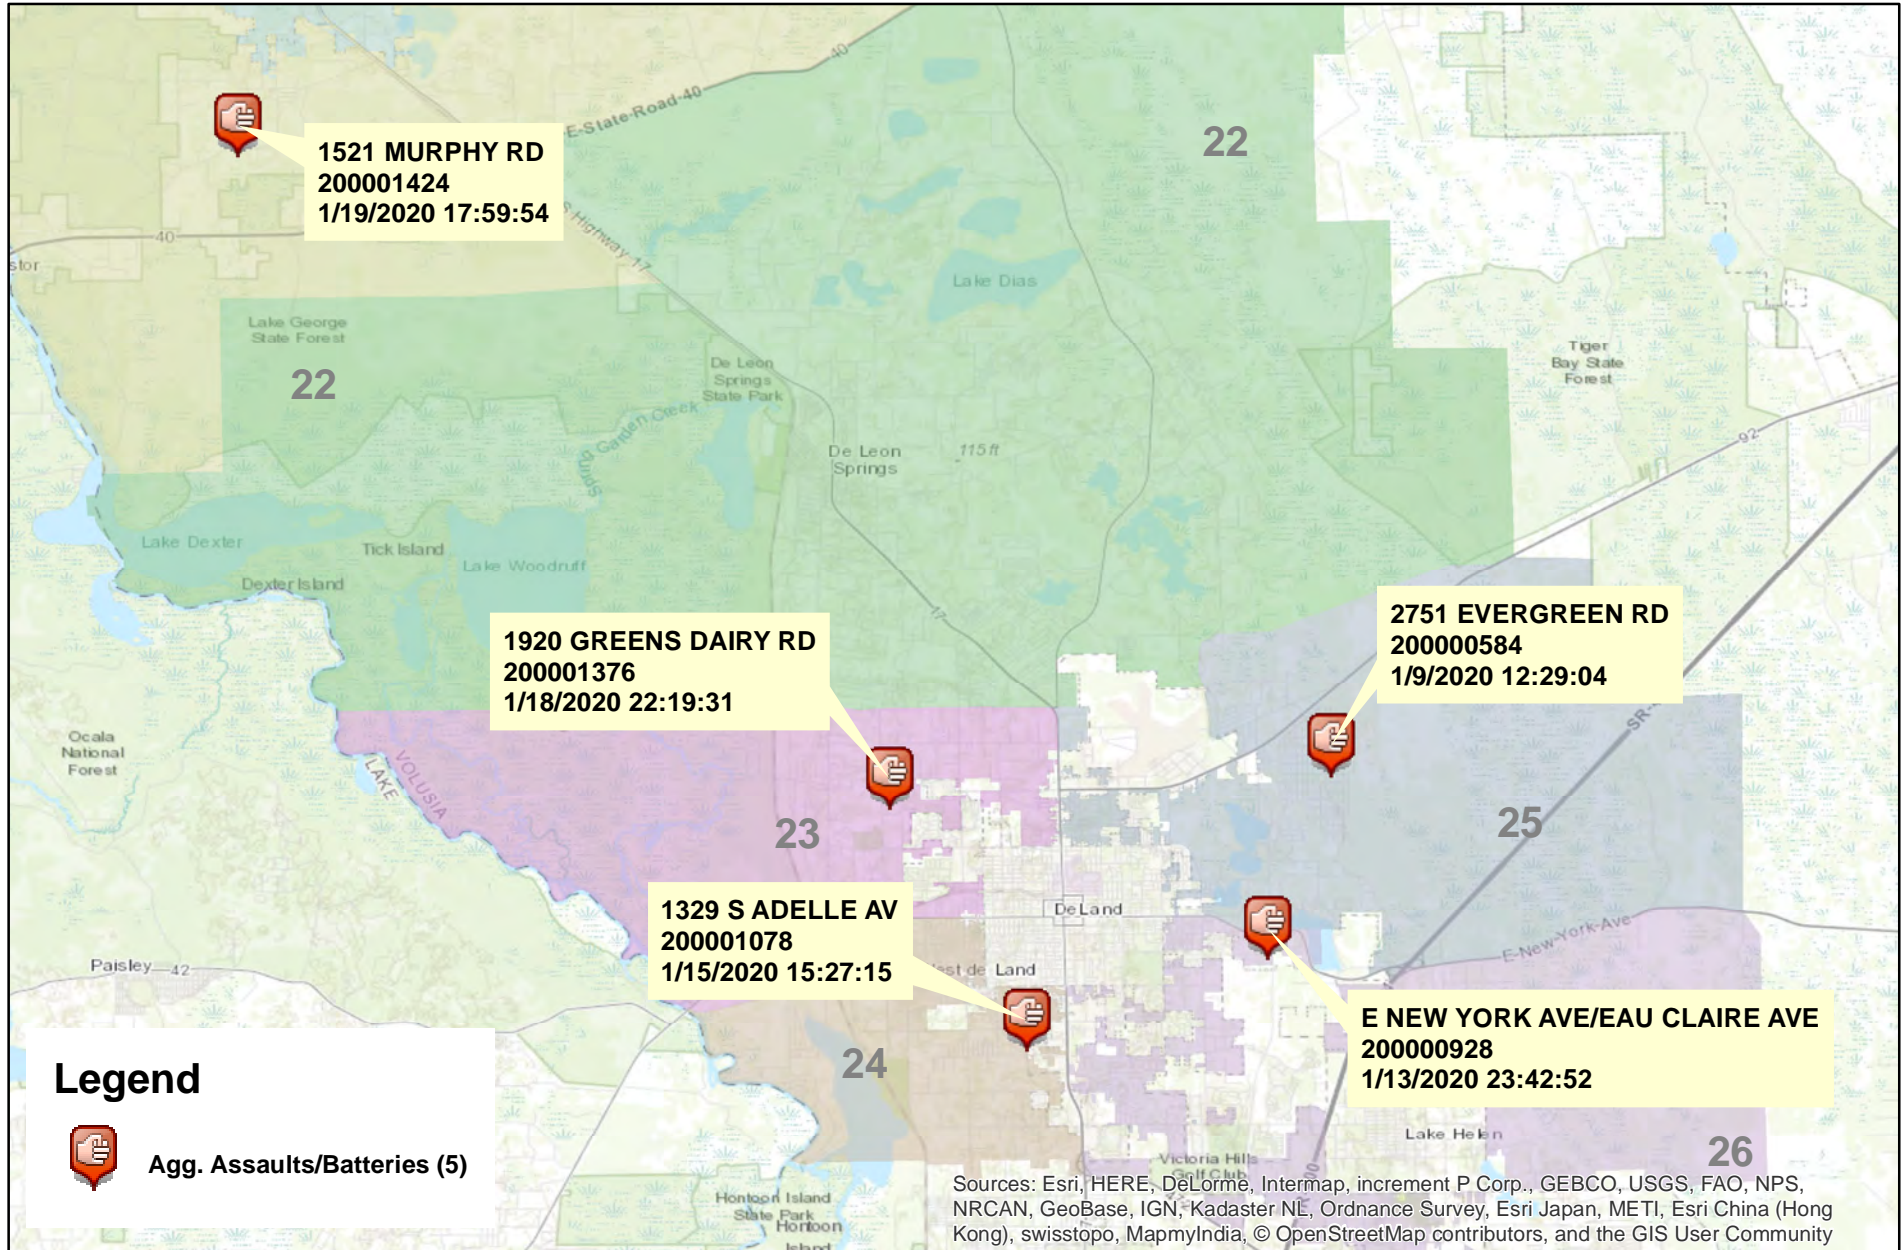 40
E-State-Road-40
22
1521 MURPHY RD
200001424
1/19/2020 17:59:54
S Highway 17
40
stor
Lake Dias
Lake George
State Forest
22
De Leon
Springs
State Park
Tiger
Bay State
Forest
Spring Garden Creek
92
De Leon
Springs
115 ft
Lake Dexter
Tick Island
Lake Woodruff
Dexter Island
17
1920 GREENS DAIRY RD
200001376
1/18/2020 22:19:31
2751 EVERGREEN RD
200000584
1/9/2020 12:29:04
Ocala
National
Forest
LAKE
VOLUSIA
SR-
23
25
1329 S ADELLE AV
200001078
1/15/2020 15:27:15
DeLand
E-New-York-Ave
Paisley
42
est de Land
E NEW YORK AVE/EAU CLAIRE AVE
200000928
1/13/2020 23:42:52
24
Legend
Agg. Assaults/Batteries (5)
Lake Helen
26
Victoria Hills
Golf Club
Hontoon Island
State Park
Hontoon
Island
Sources: Esri, HERE, DeLorme, Intermap, increment P Corp., GEBCO, USGS, FAO, NPS,
NRCAN, GeoBase, IGN, Kadaster NL, Ordnance Survey, Esri Japan, METI, Esri China (Hong
Kong), swisstopo, MapmyIndia, © OpenStreetMap contributors, and the GIS User Community